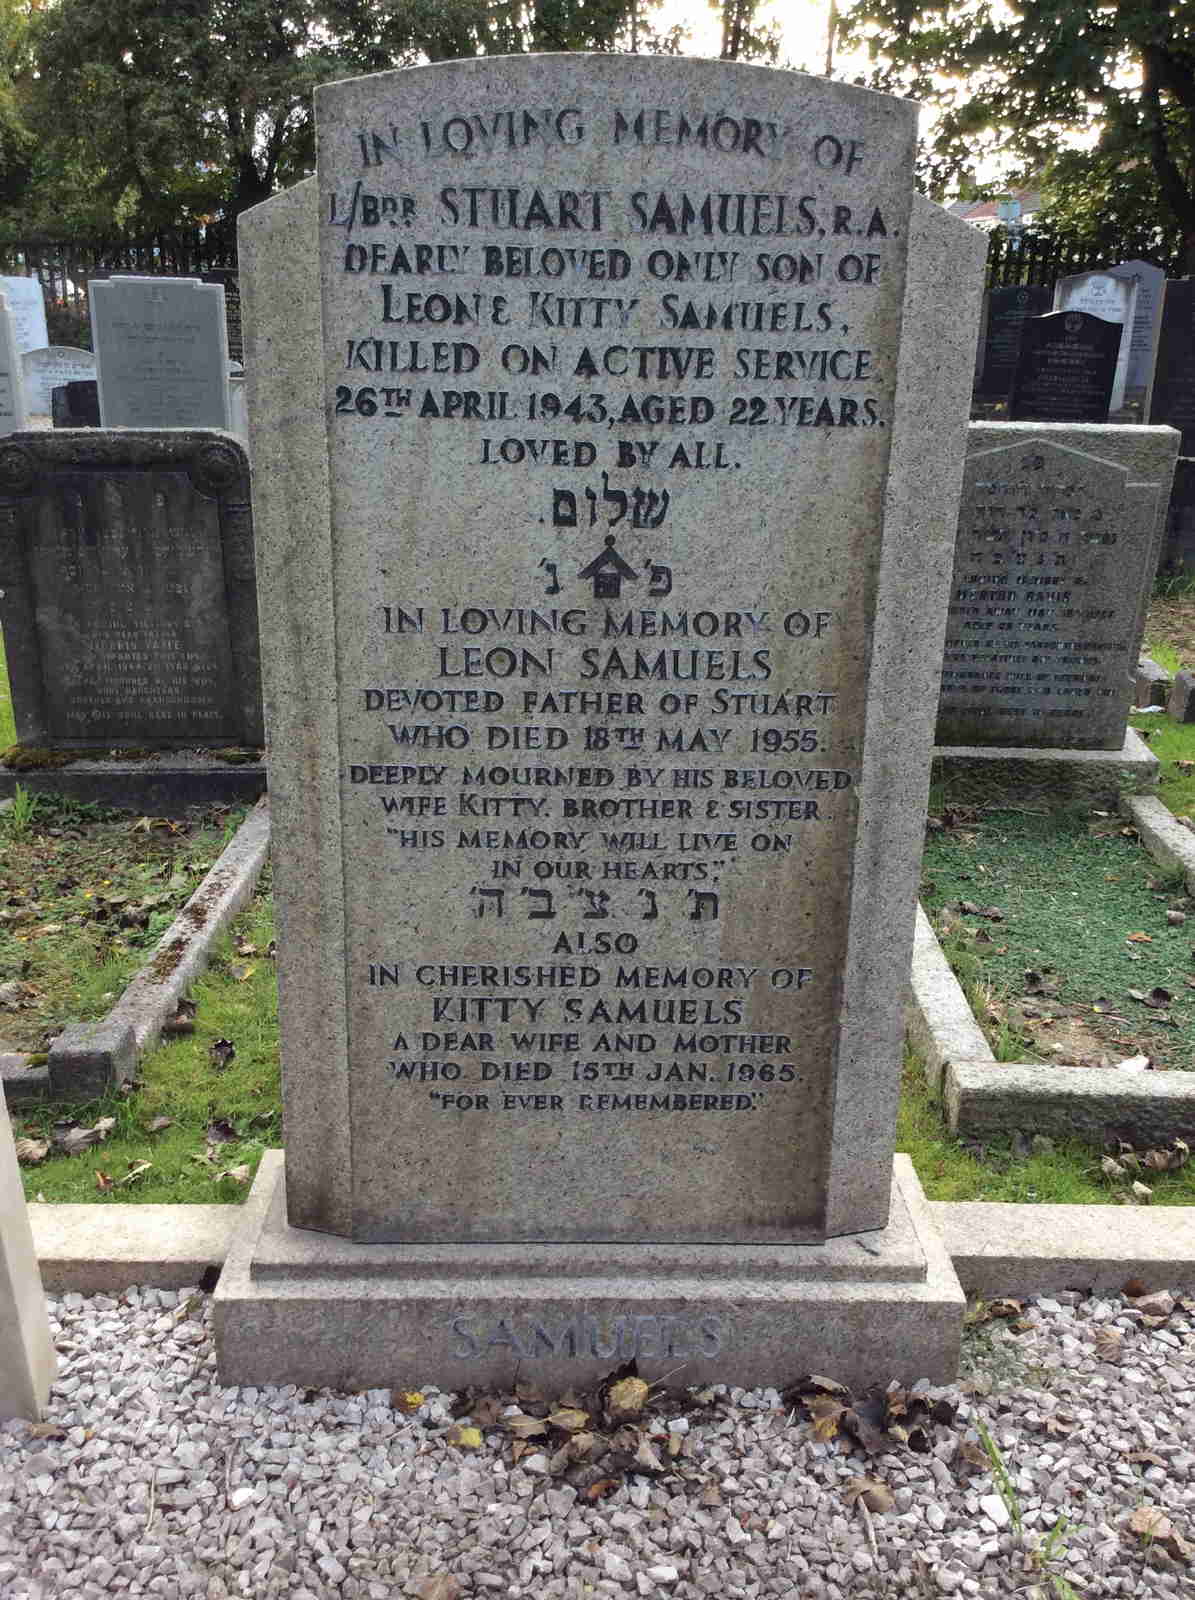 IN LOVING MEMORY OF
L/BDR STUART SAMUELS, R.A.
DEARLY BELOVED ONLY SON OF
LEON & KITTY SAMUELS.
KILLED ON ACTIVE SERVICE
26TH APRIL 1943, AGED 22 YEARS.
LOVED BY ALL.
שלום
פ' נ'
IN LOVING MEMORY OF
LEON SAMUELS
DEVOTED FATHER OF STUART
WHO DIED 18TH MAY 1955.
DEEPLY MOURNED BY HIS BELOVED
WIFE KITTY. BROTHER & SISTER.
"HIS MEMORY WILL LIVE ON
IN OUR HEARTS".
ת' נ' צ' ב' ה'
ALSO
IN CHERISHED MEMORY OF
KITTY SAMUELS
A DEAR WIFE AND MOTHER
WHO DIED 15TH JAN. 1965.
"FOR EVER REMEMBERED."
SAMUELS